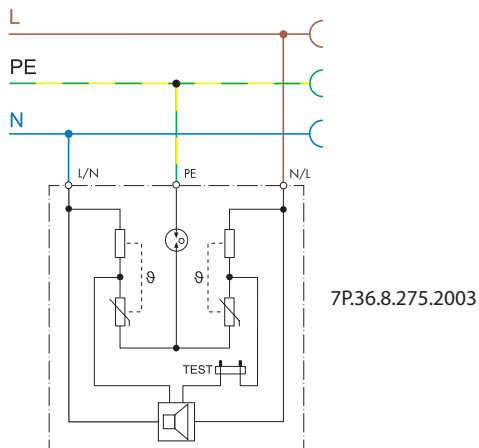 L
PE
N
L/N
PE
N/L
ϑ
ϑ
7P.36.8.275.2003
TEST